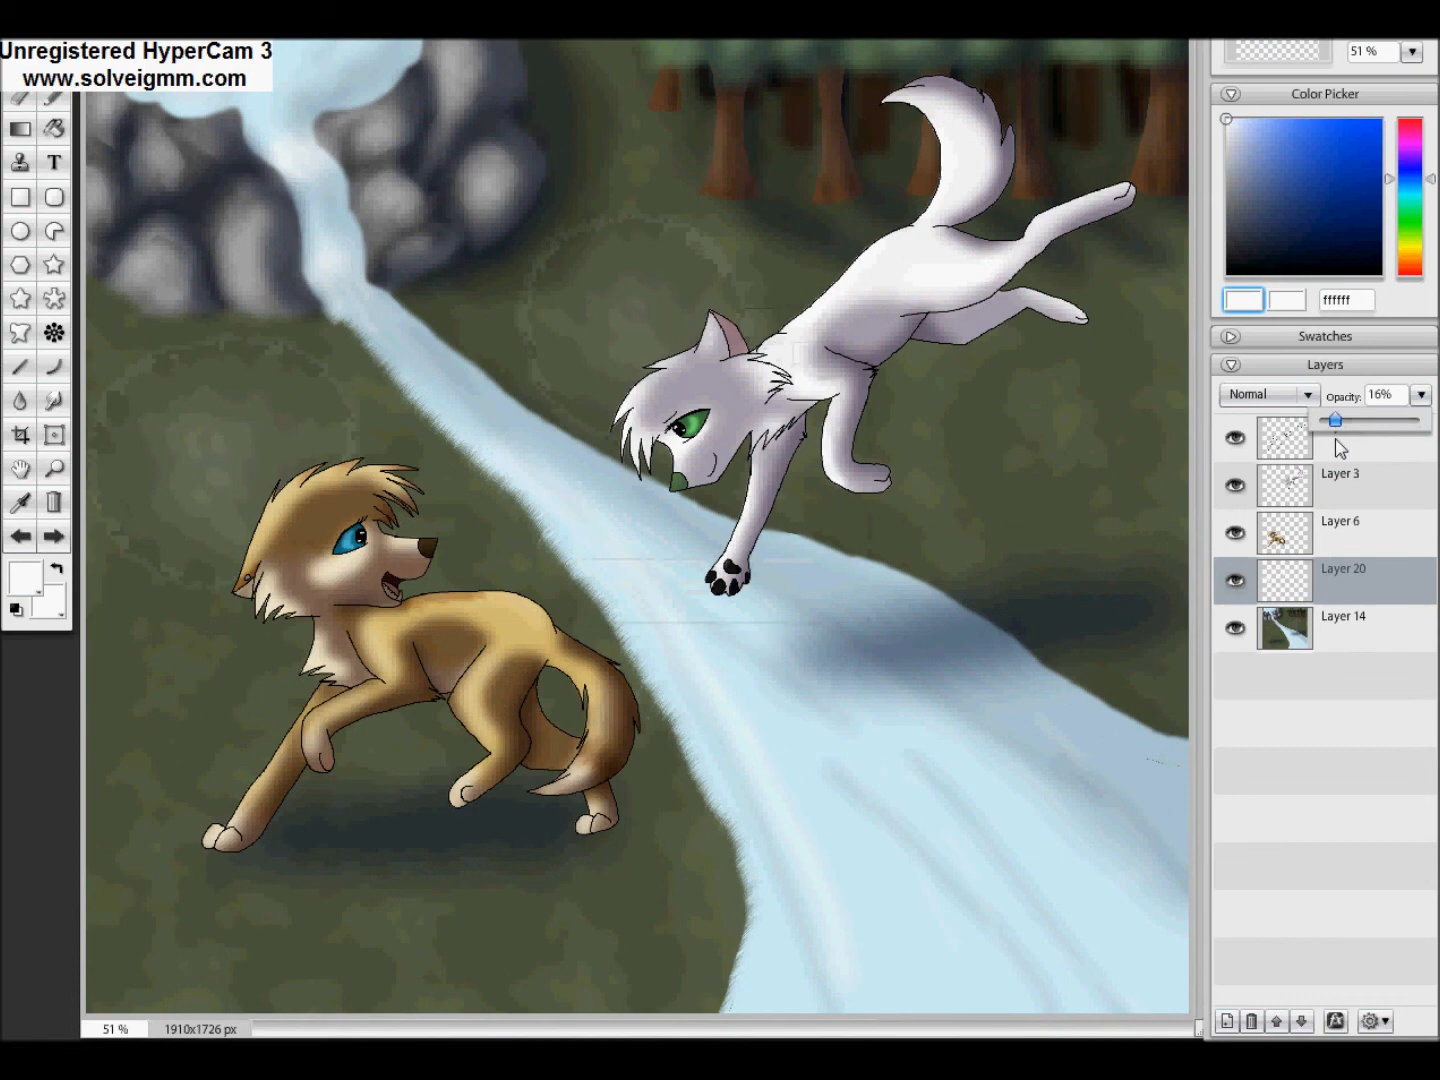 Unregistered HyperCam 3
www.solveigmm.com
T
51 %
Color Picker
ffffff
Swatches
Layers
Normal
Opacity:
16%
Layer 3
Layer 6
Layer 20
Layer 14
fx
51 %
1910x1726 px